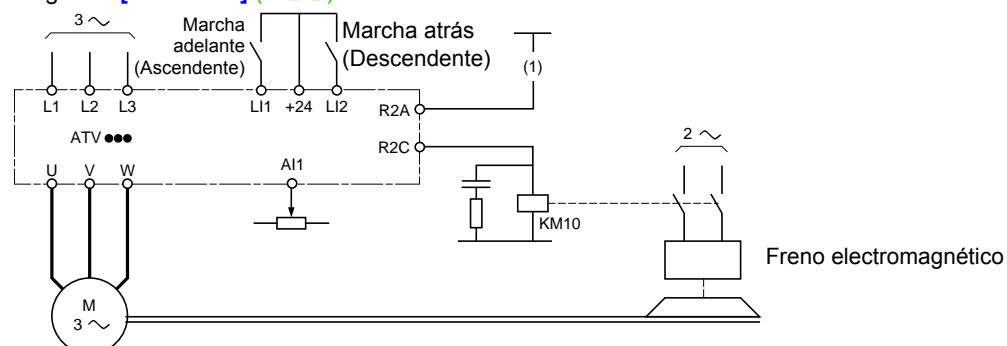 3
Marcha
adelante
(Ascendente)
Marcha atrás
(Descendente)
(1)
L1 L2 L3 LI1 +24 LI2
R2A
ATV
R2C
2
U V W
AI1
KM10
Freno electromagnético
M
3